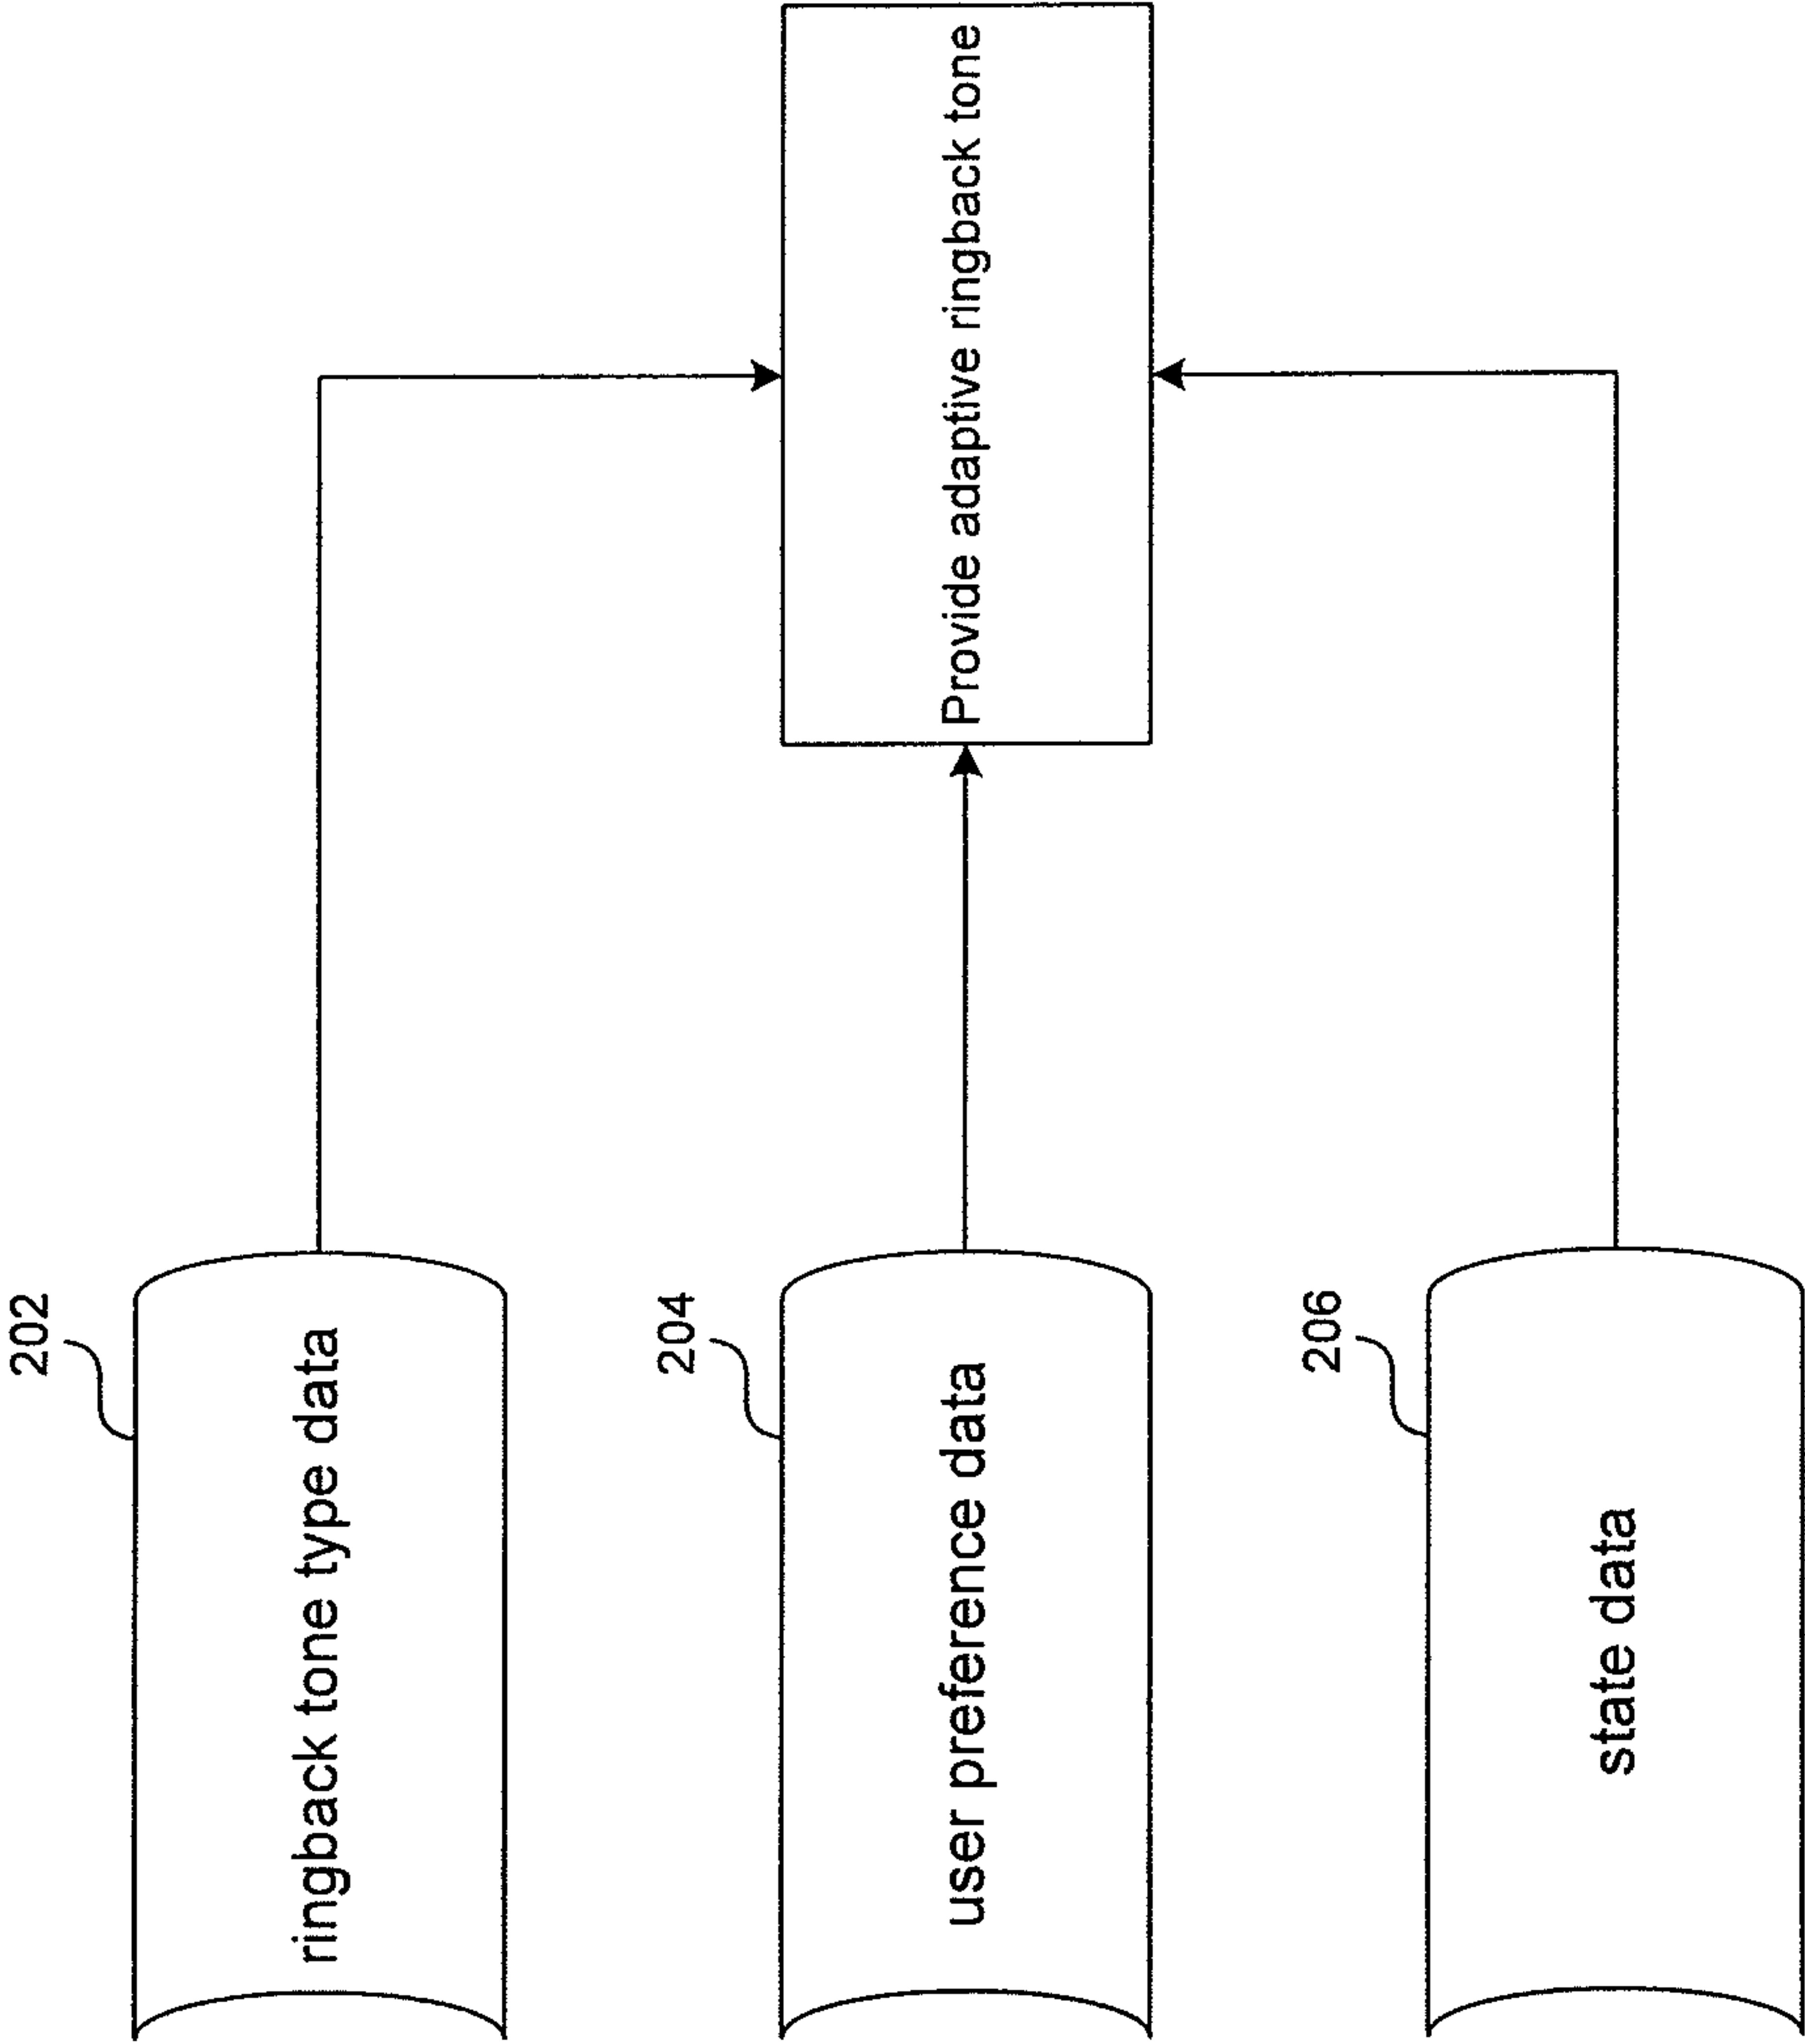 202
ringback tone type data
204
user preference data
206
state data
Provide adaptive ringback tone